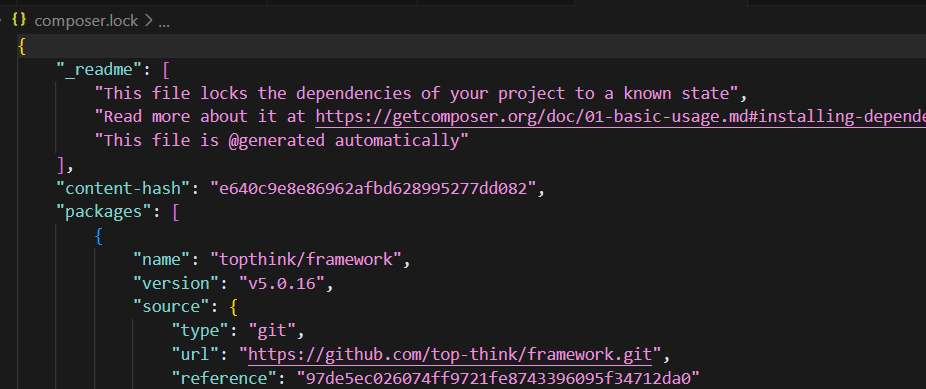 {} composer.lock > ...
{
"_readme": [
"This file locks the dependencies of your project to a known state",
"Read more about it at https://getcomposer.org/doc/01-basic-usage.md#installing-depende
"This file is @generated automatically"
],
"content-hash": "e640c9e8e86962afbd628995277dd082",
"packages": [
{
"name": "topthink/framework",
"version": "v5.0.16",
"source": {
"type": "git",
"url": "https://github.com/top-think/framework.git",
"reference": "97de5ec026074ff9721fe8743396095f34712da0"